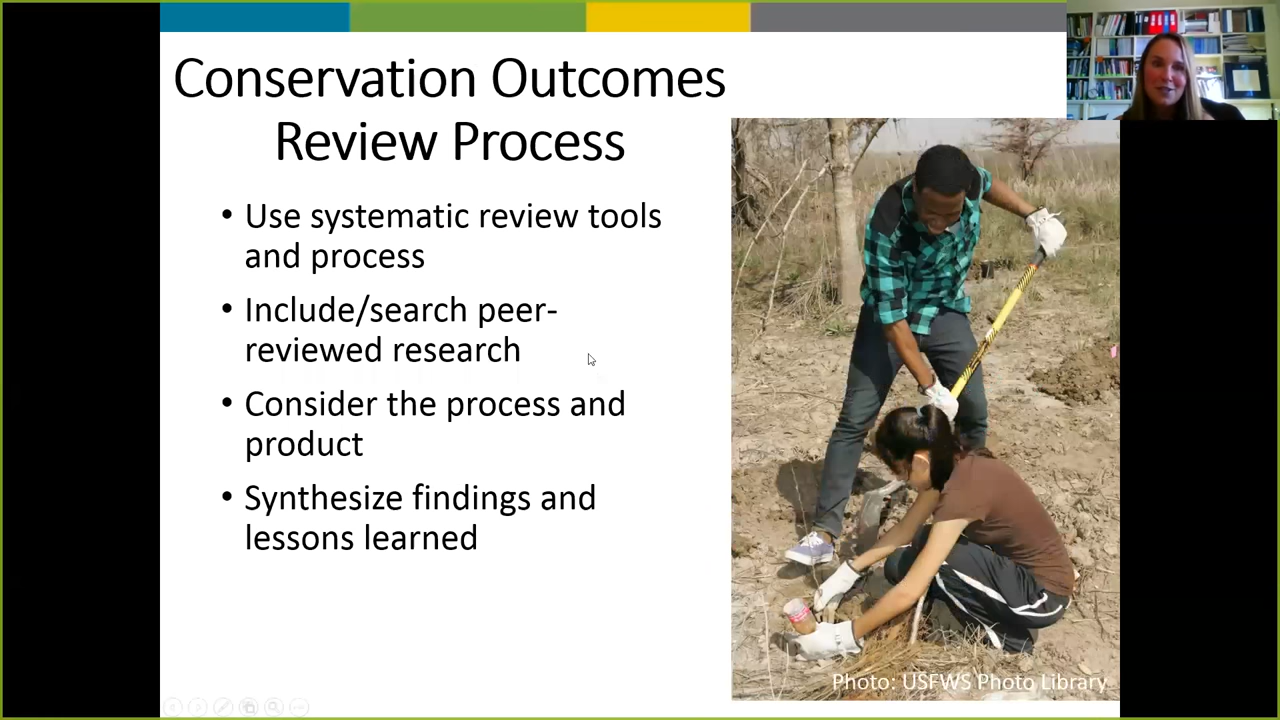 Conservation Outcomes
Review Process
• Use systematic review tools
and process
• Include/search peer-
reviewed research
• Consider the process and
product
• Synthesize findings and
lessons learned
Photo: USFWS Photo Library